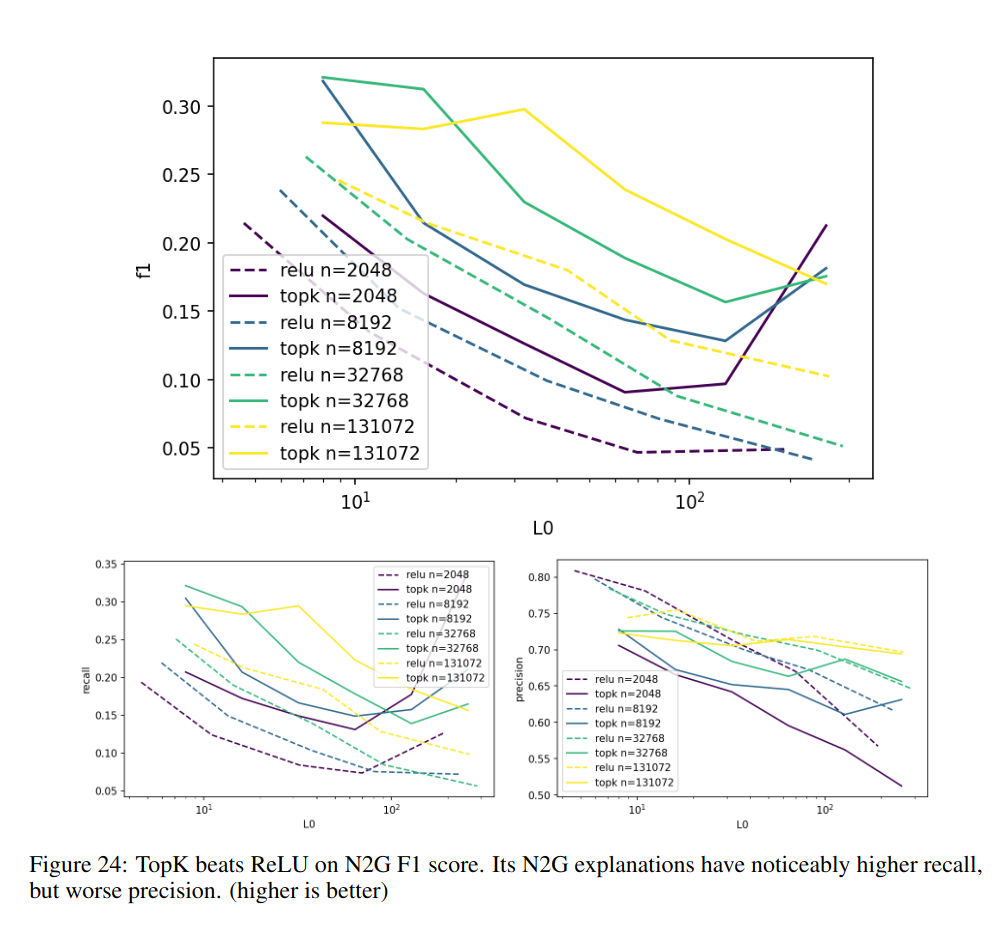 0.30
0.25
0.20
0.15
0.10
0.05
f1
relu n=2048
topk n=2048
relu n=8192
topk n=8192
relu n=32768
topk n=32768
relu n=131072
topk n=131072
10¹
10²
L0
0.35
0.30
0.25
0.20
0.15
0.10
0.05
recall
relu n=2048
topk n=2048
relu n=8192
topk n=8192
relu n=32768
topk n=32768
relu n=131072
topk n=131072
10¹
10²
L0
0.80
0.75
0.70
0.65
0.60
0.55
0.50
precision
relu n=2048
topk n=2048
relu n=8192
topk n=8192
relu n=32768
topk n=32768
relu n=131072
topk n=131072
10¹
10²
L0
Figure 24: TopK beats ReLU on N2G F1 score. Its N2G explanations have noticeably higher recall,
but worse precision. (higher is better)